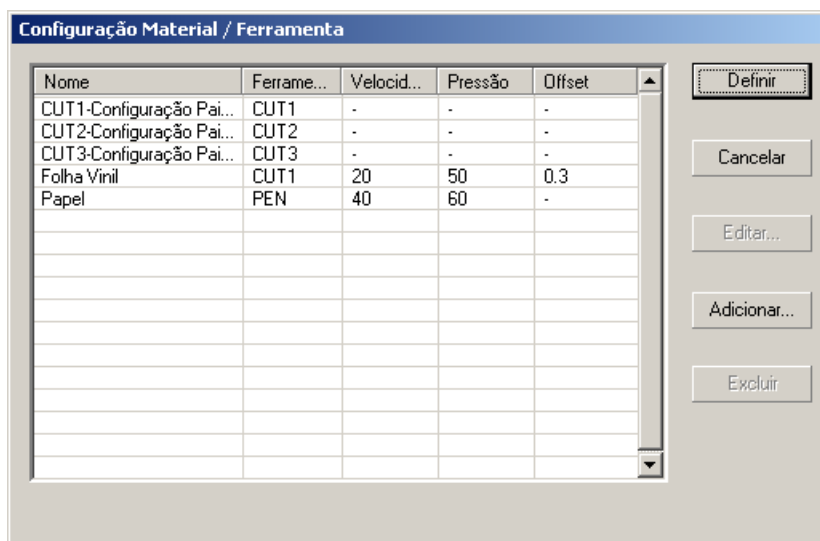 Configuração Material / Ferramenta
Nome Ferrame... Velocid... Pressão Offset
CUT1-Configuração Pai... CUT1 - - -
CUT2-Configuração Pai... CUT2 - - -
CUT3-Configuração Pai... CUT3 - - -
Folha Vinil CUT1 20 50 0.3
Papel PEN 40 60 -
Definir
Cancelar
Editar...
Adicionar...
Excluir